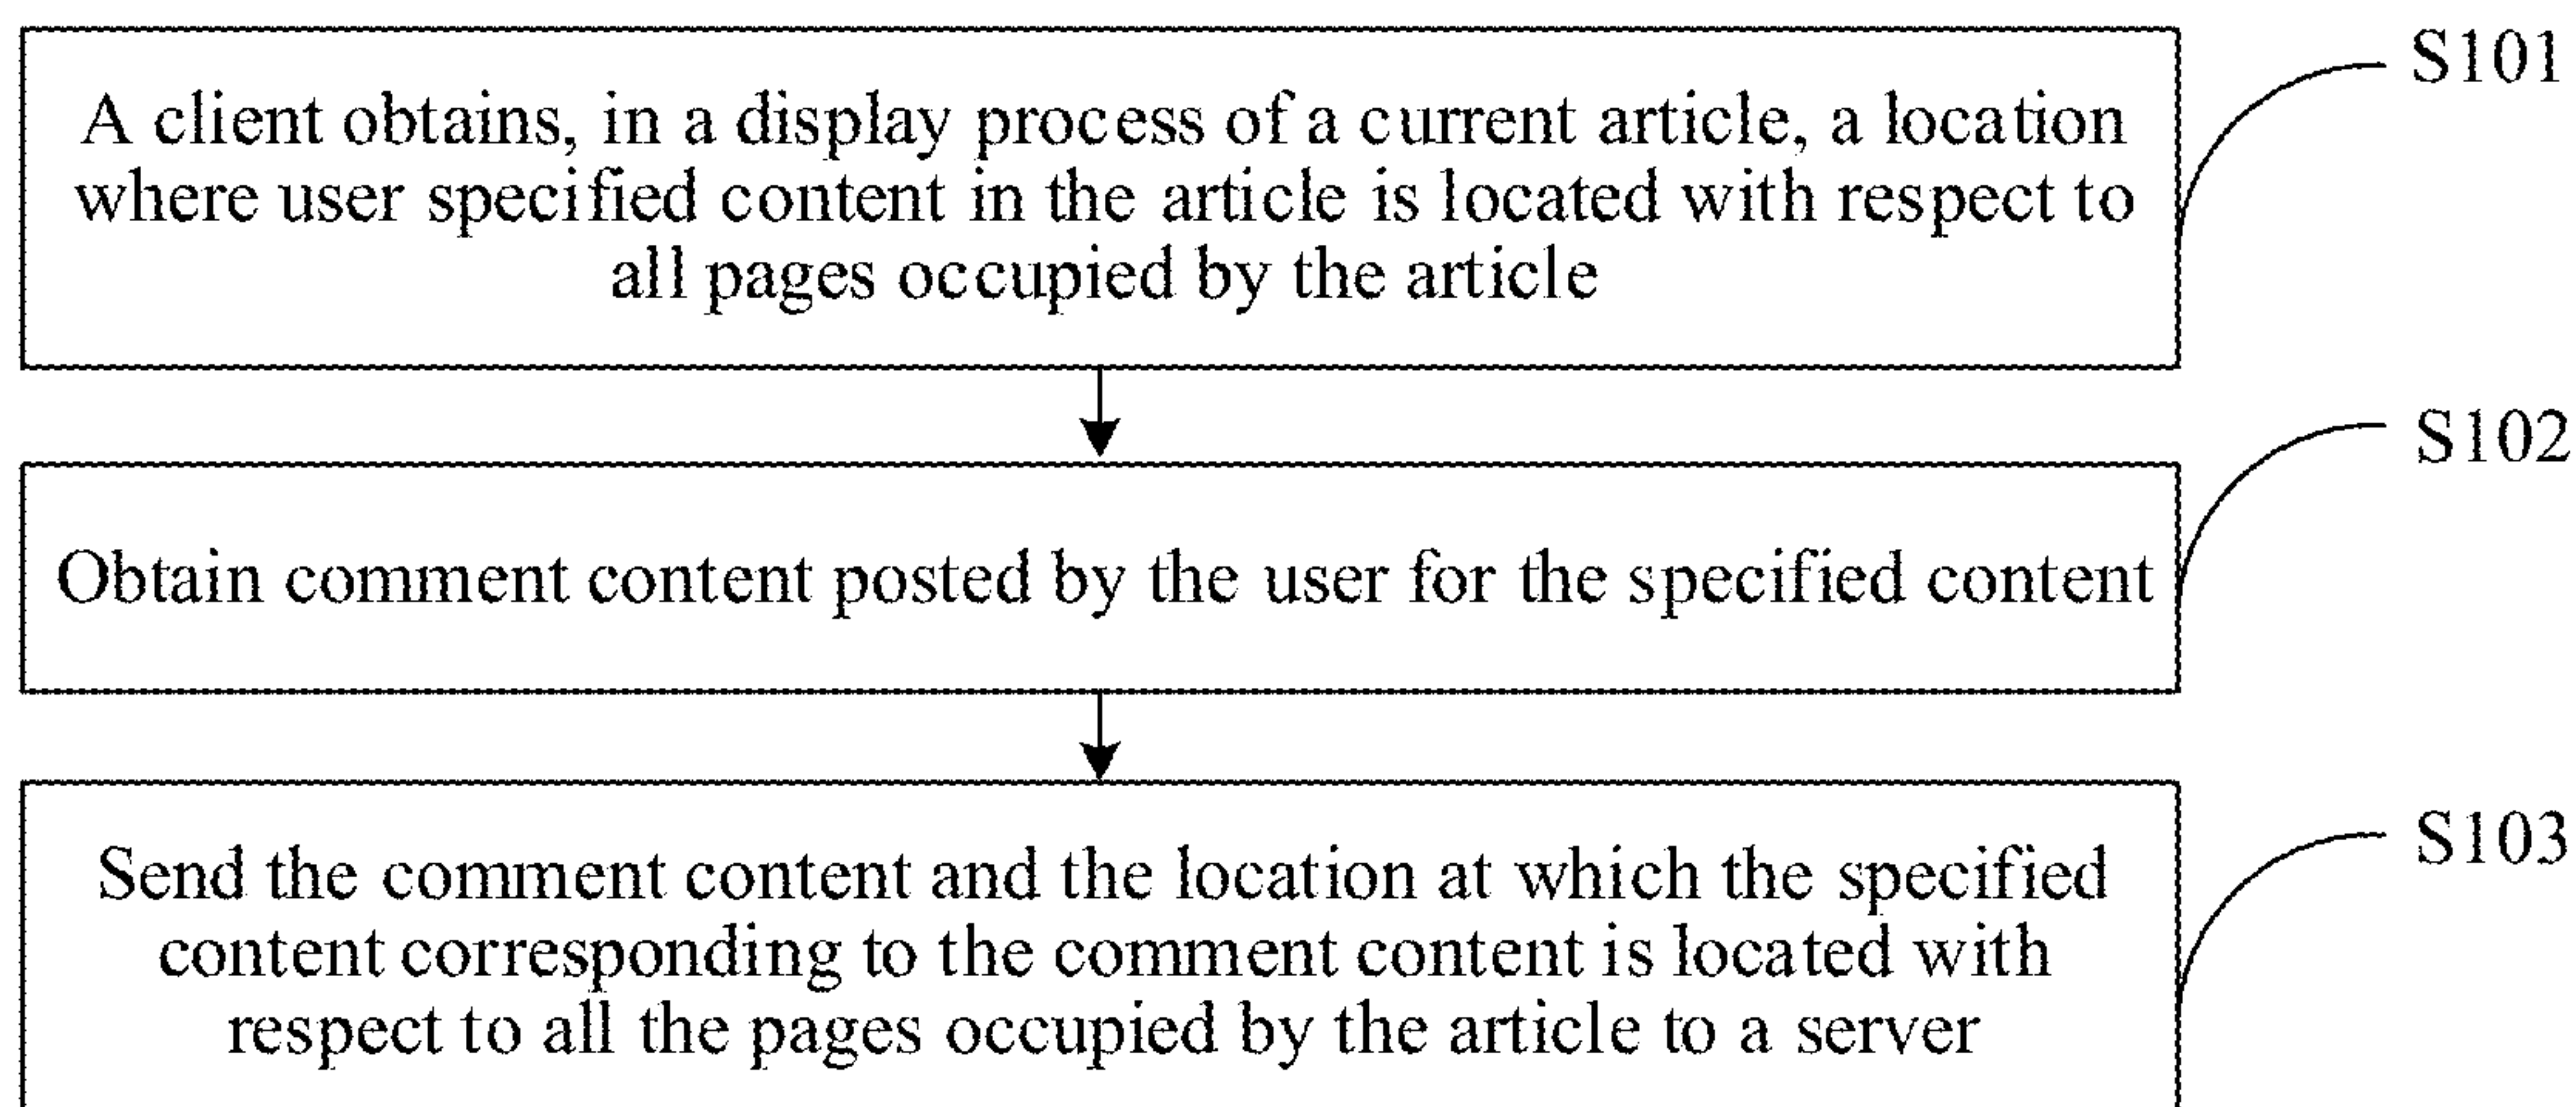 A client obtains, in a display process of a current article, a location
where user specified content in the article is located with respect to
all pages occupied by the article
S101
Obtain comment content posted by the user for the specified content
S102
Send the comment content and the location at which the specified
content corresponding to the comment content is located with
respect to all the pages occupied by the article to a server
S103